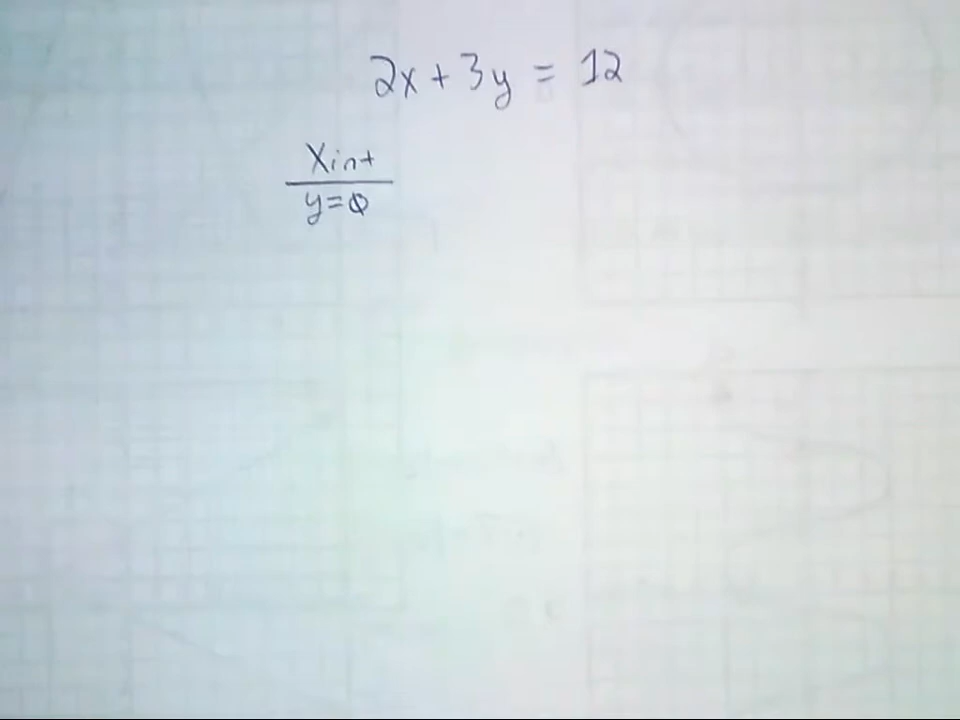 2x + 3y = 12
Xint
y=0